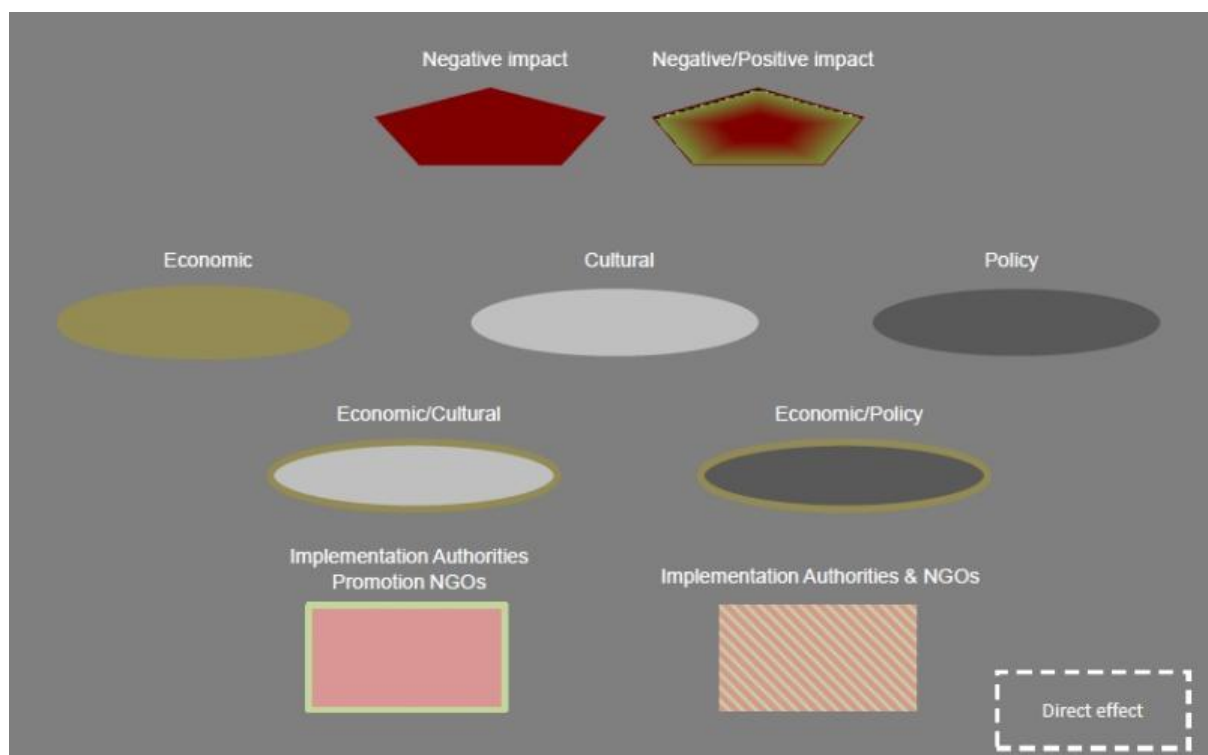 Negative impact
Negative/Positive impact
Economic
Cultural
Policy
Economic/Cultural
Economic/Policy
Implementation Authorities
Promotion NGOs
Implementation Authorities & NGOs
Direct effect